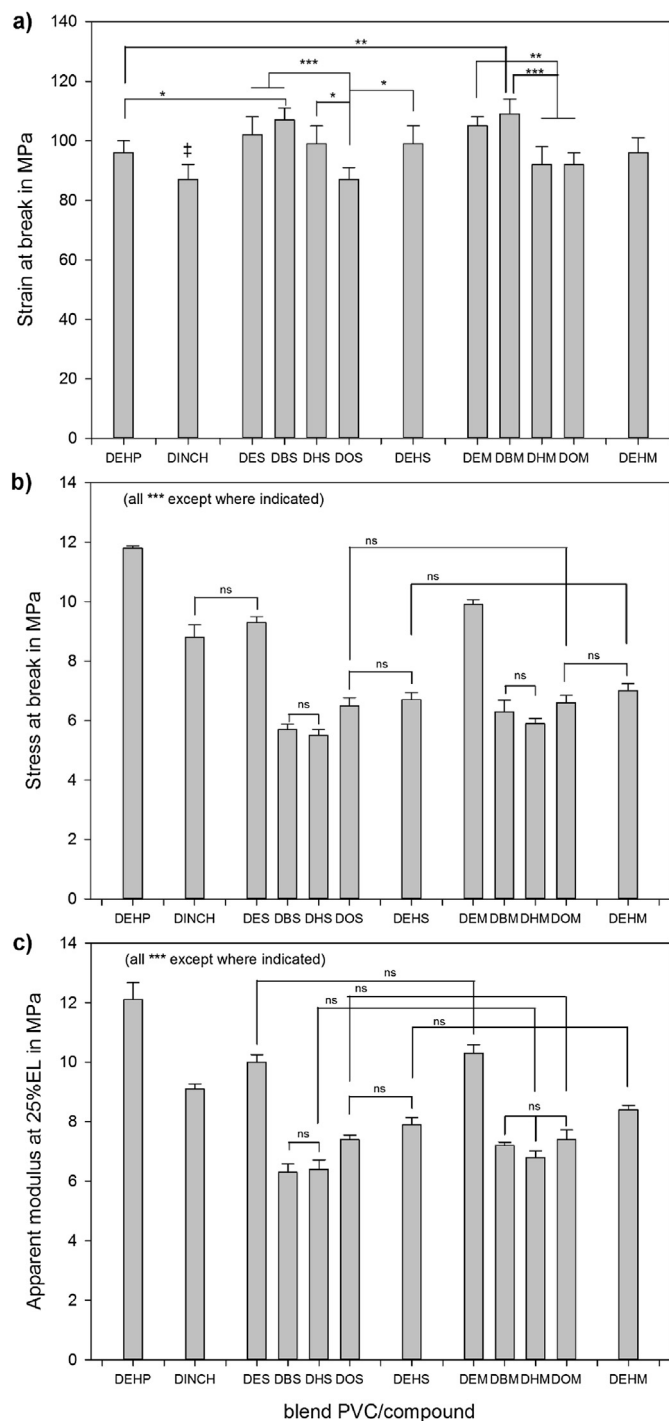 a)
140
120
100
80
60
40
20
0
Strain at break in MPa
**
***
*
*
*
‡
**
***
DEHP DINCH DES DBS DHS DOS DEHS DEM DBM DHM DOM DEHM
b)
14
12
10
8
6
4
2
0
Stress at break in MPa
(all *** except where indicated)
ns
ns
ns
ns
ns
ns
ns
DEHP DINCH DES DBS DHS DOS DEHS DEM DBM DHM DOM DEHM
c)
14
12
10
8
6
4
2
0
Apparent modulus at 25%EL in MPa
(all *** except where indicated)
ns
ns
ns
ns
ns
ns
ns
DEHP DINCH DES DBS DHS DOS DEHS DEM DBM DHM DOM DEHM
blend PVC/compound